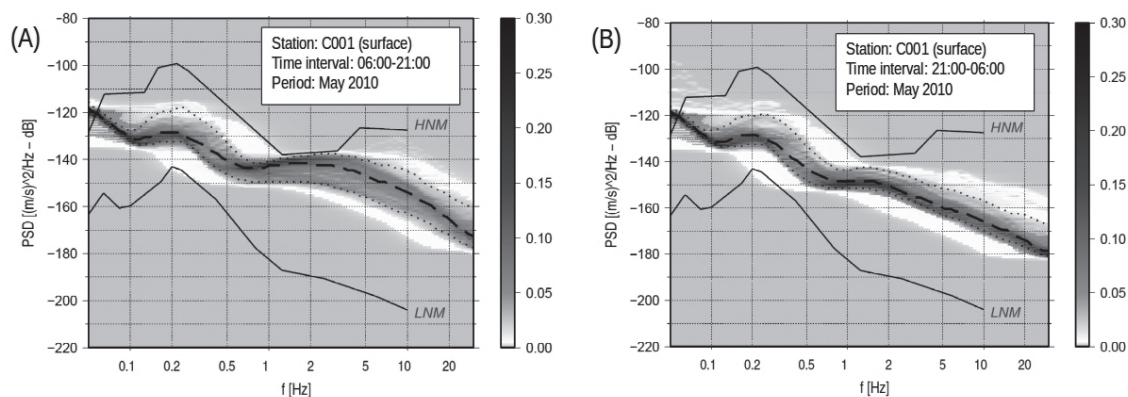 (A)
Station: C001 (surface)
Time interval: 06:00-21:00
Period: May 2010
HNM
LNM
PSD [(m/s)^2/Hz – dB]
−80
−100
−120
−140
−160
−180
−200
−220
0.1 0.2 0.5 1 2 5 10 20
f [Hz]
0.30
0.25
0.20
0.15
0.10
0.05
0.00
(B)
Station: C001 (surface)
Time interval: 21:00-06:00
Period: May 2010
HNM
LNM
PSD [(m/s)^2/Hz – dB]
−80
−100
−120
−140
−160
−180
−200
−220
0.1 0.2 0.5 1 2 5 10 20
f [Hz]
0.30
0.25
0.20
0.15
0.10
0.05
0.00